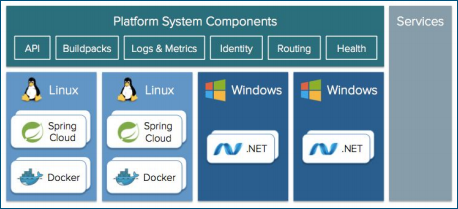 Platform System Components
Services
API
Buildpacks
Logs & Metrics
Identity
Routing
Health
Linux
Spring
Cloud
Docker
Linux
Spring
Cloud
Docker
Windows
.NET
Windows
.NET